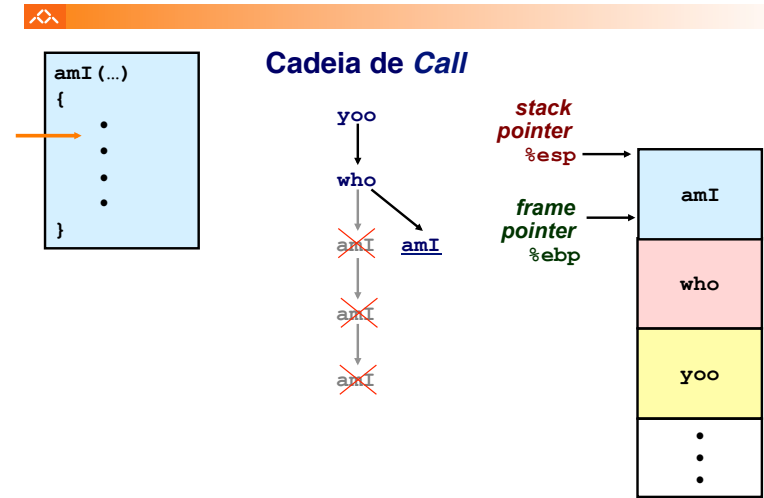 Cadeia de Call
amI(…)
{
•
•
•
•
}
yoo
who
amI
amI
amI
amI
stack
pointer
%esp
frame
pointer
%ebp
amI
who
yoo
•
•
•